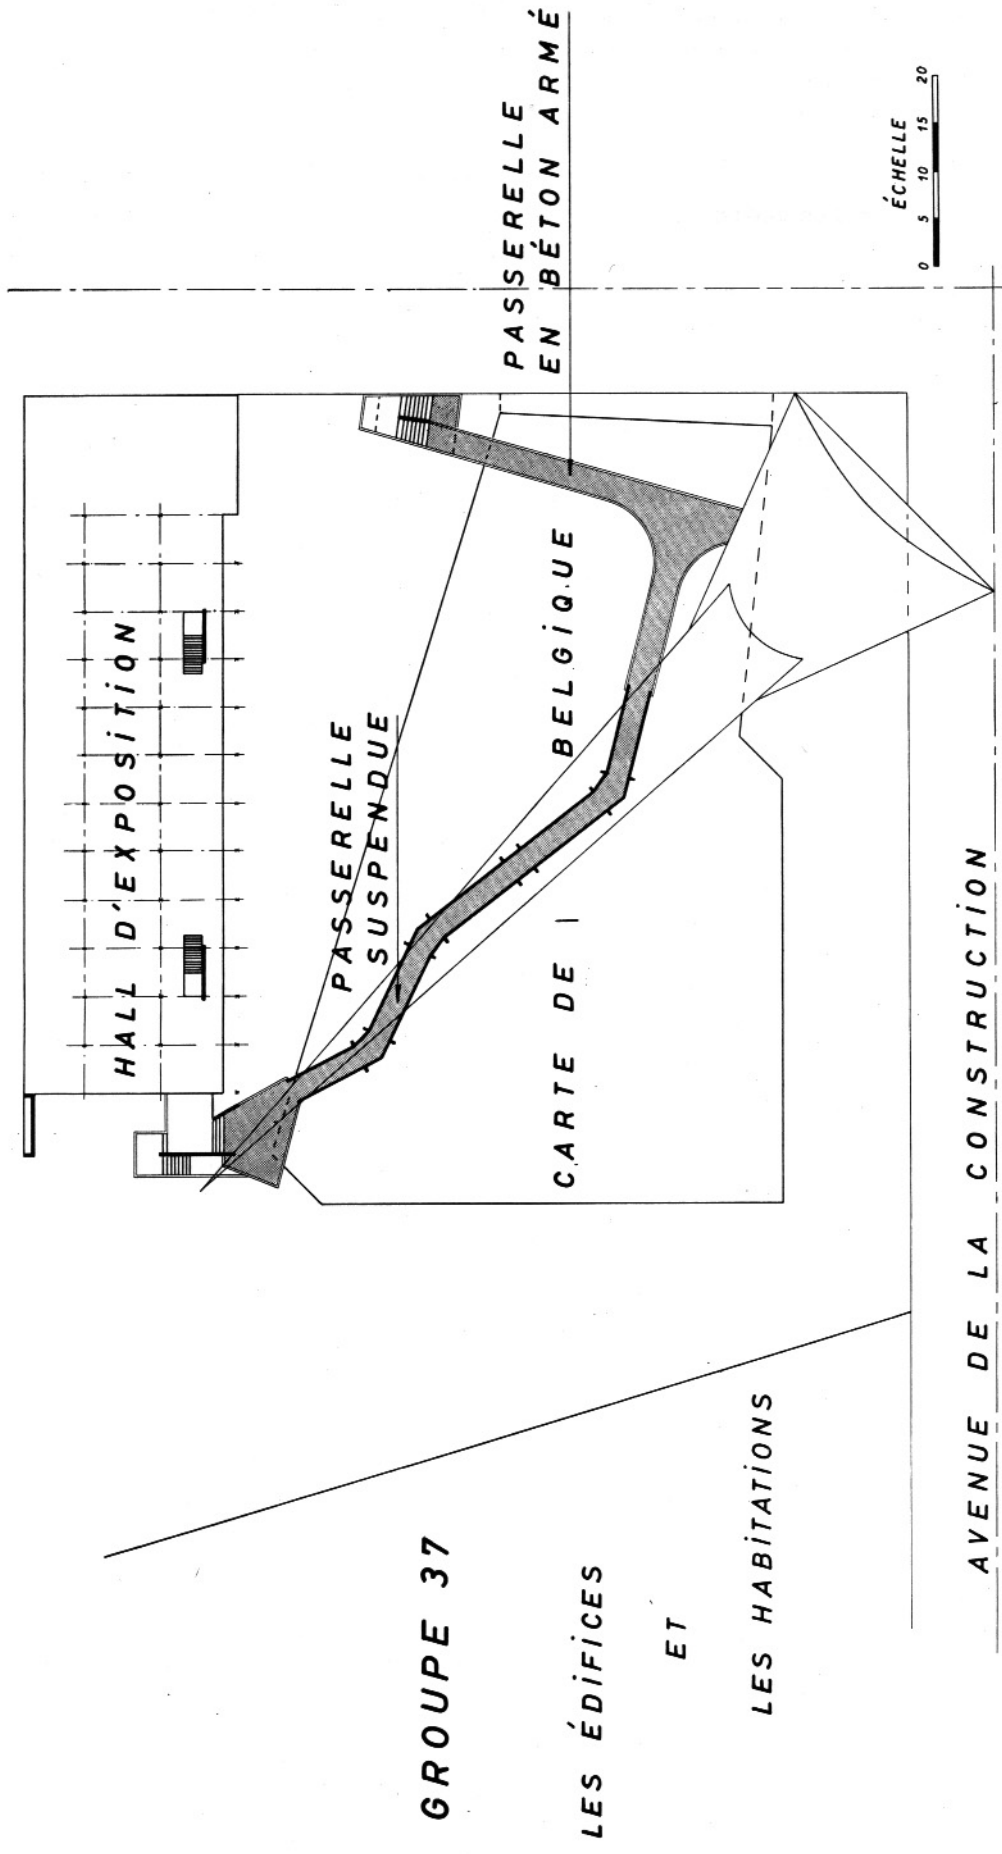 HALL D'EXPOSITION
PASSERELLE
SUSPENDUE
PASSERELLE
EN BÉTON ARMÉ
CARTE DE l BELGIQUE
ÉCHELLE
0 5 10 15 20
GROUPE 37
LES ÉDIFICES
ET
LES HABITATIONS
AVENUE DE LA CONSTRUCTION